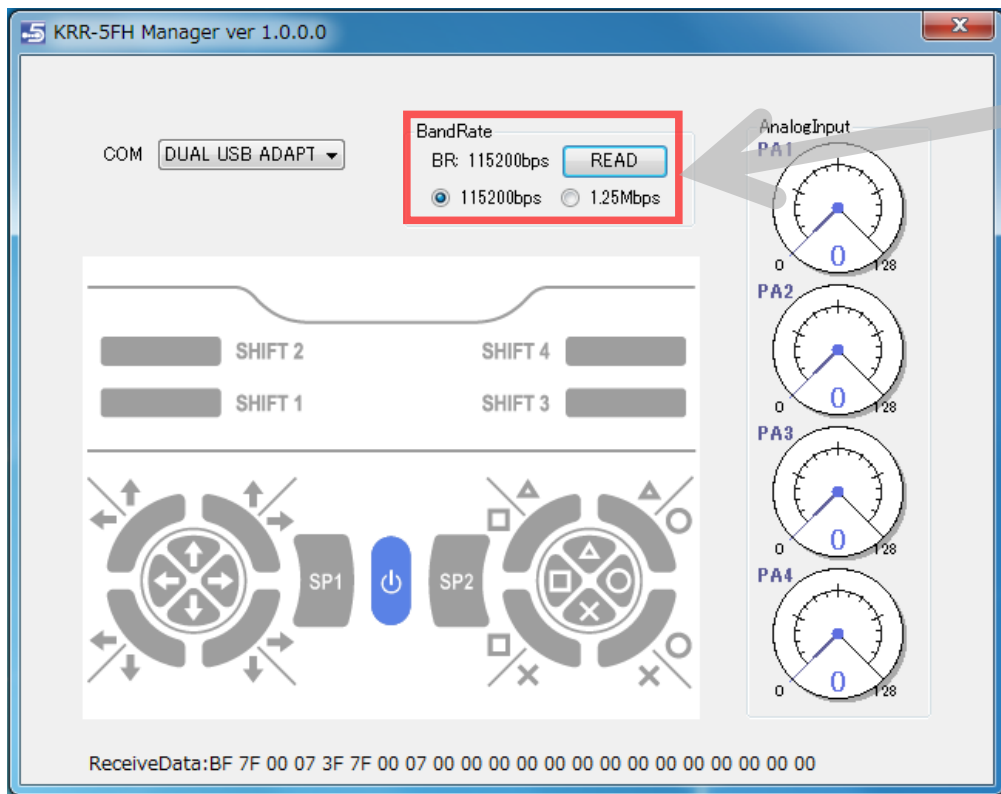 KRR-5FH Manager ver 1.0.0.0
COM DUAL USB ADAPT
BandRate
BR: 115200bps READ
115200bps 1.25Mbps
AnalogInput
PA1
0 0 128
PA2
0 0 128
PA3
0 0 128
PA4
0 0 128
SHIFT 2 SHIFT 4
SHIFT 1 SHIFT 3
SP1 SP2
ReceiveData:BF 7F 00 07 3F 7F 00 07 00 00 00 00 00 00 00 00 00 00 00 00 00 00